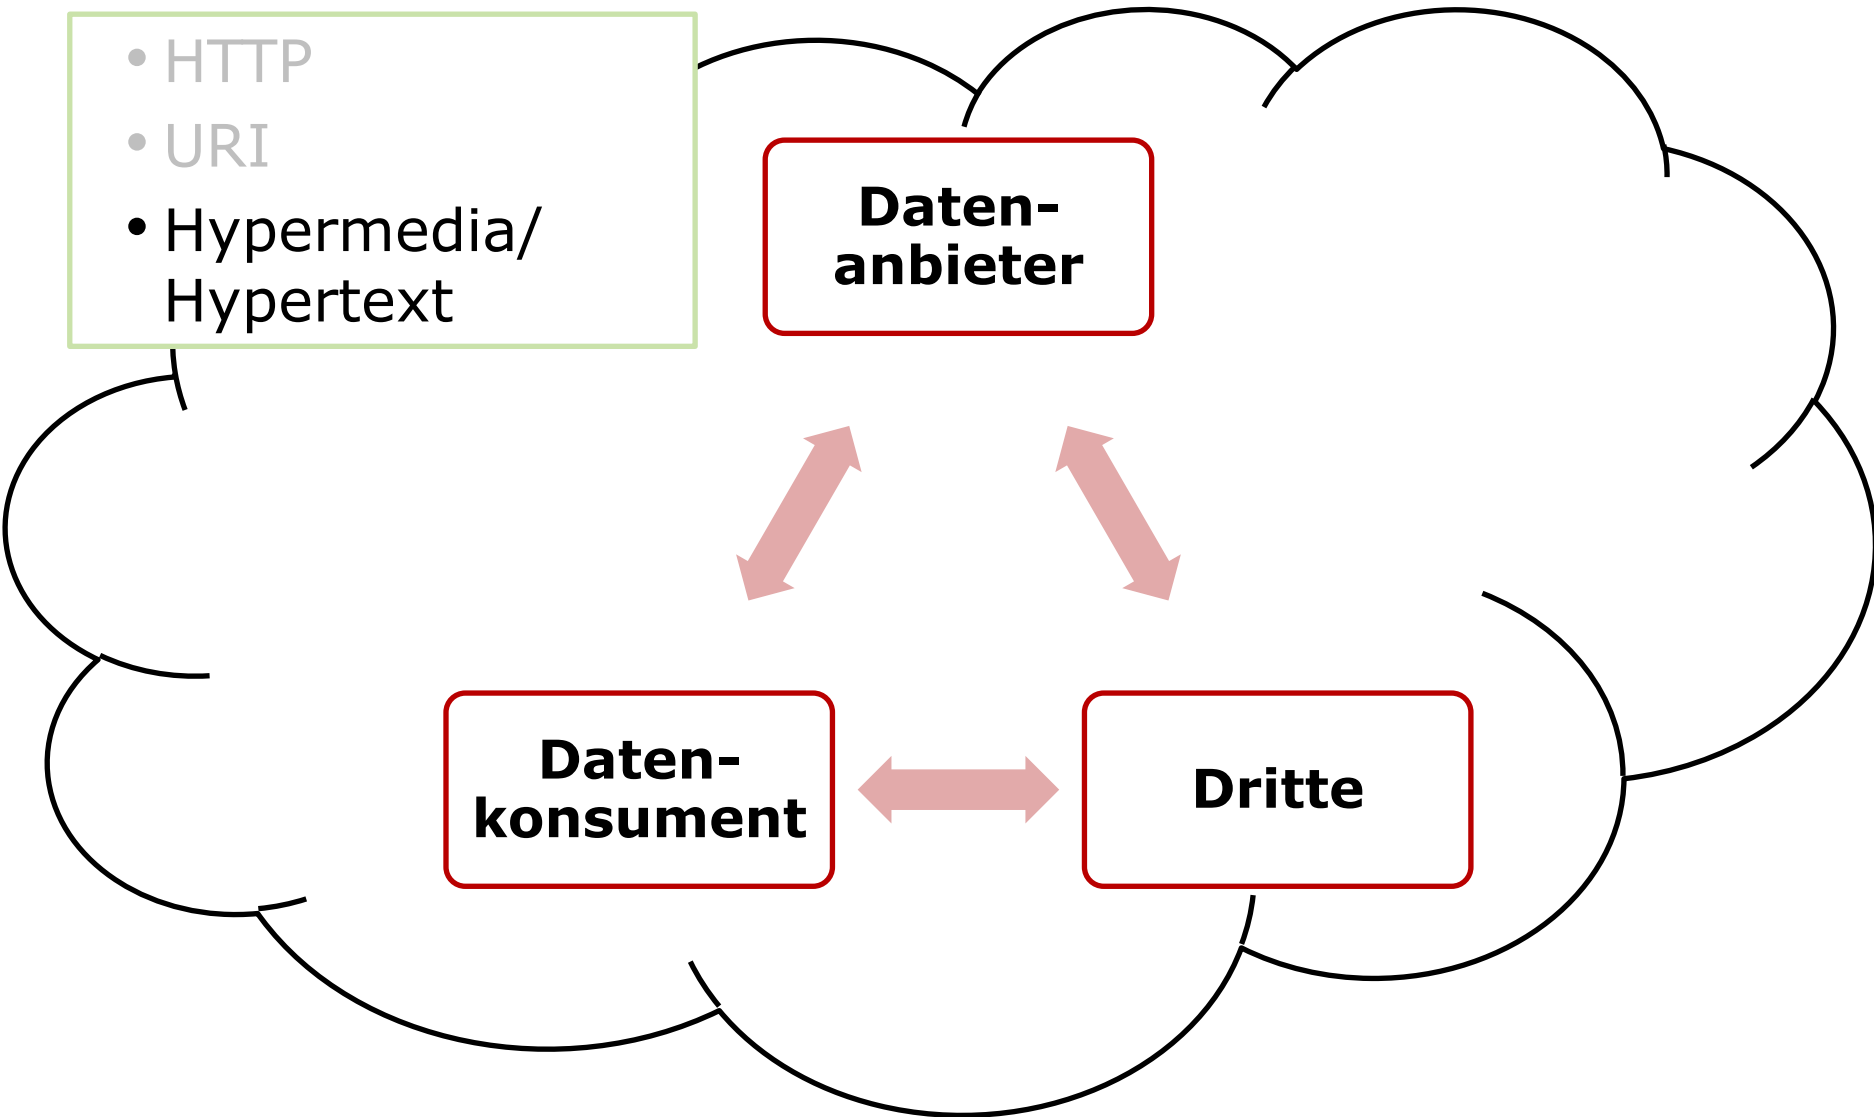 • HTTP
• URI
• Hypermedia/
Hypertext
Daten-
anbieter
Daten-
konsument
Dritte